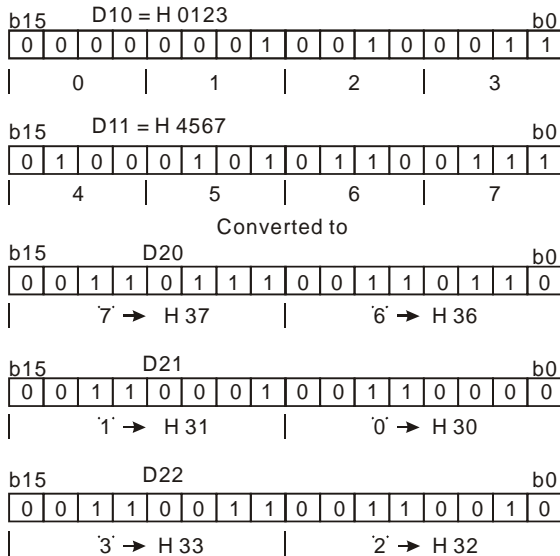 b15 D10 = H 0123 b0
0 0 0 0 0 0 0 1 0 0 1 0 0 0 1 1
0 1 2 3
b15 D11 = H 4567 b0
0 1 0 0 0 1 0 1 0 1 1 0 0 1 1 1
4 5 6 7
Converted to
b15 D20 b0
0 0 1 1 0 1 1 1 0 0 1 1 0 1 1 0
'7' → H 37 '6' → H 36
b15 D21 b0
0 0 1 1 0 0 0 1 0 0 1 1 0 0 0 0
'1' → H 31 '0' → H 30
b15 D22 b0
0 0 1 1 0 0 1 1 0 0 1 1 0 0 1 0
'3' → H 33 '2' → H 32